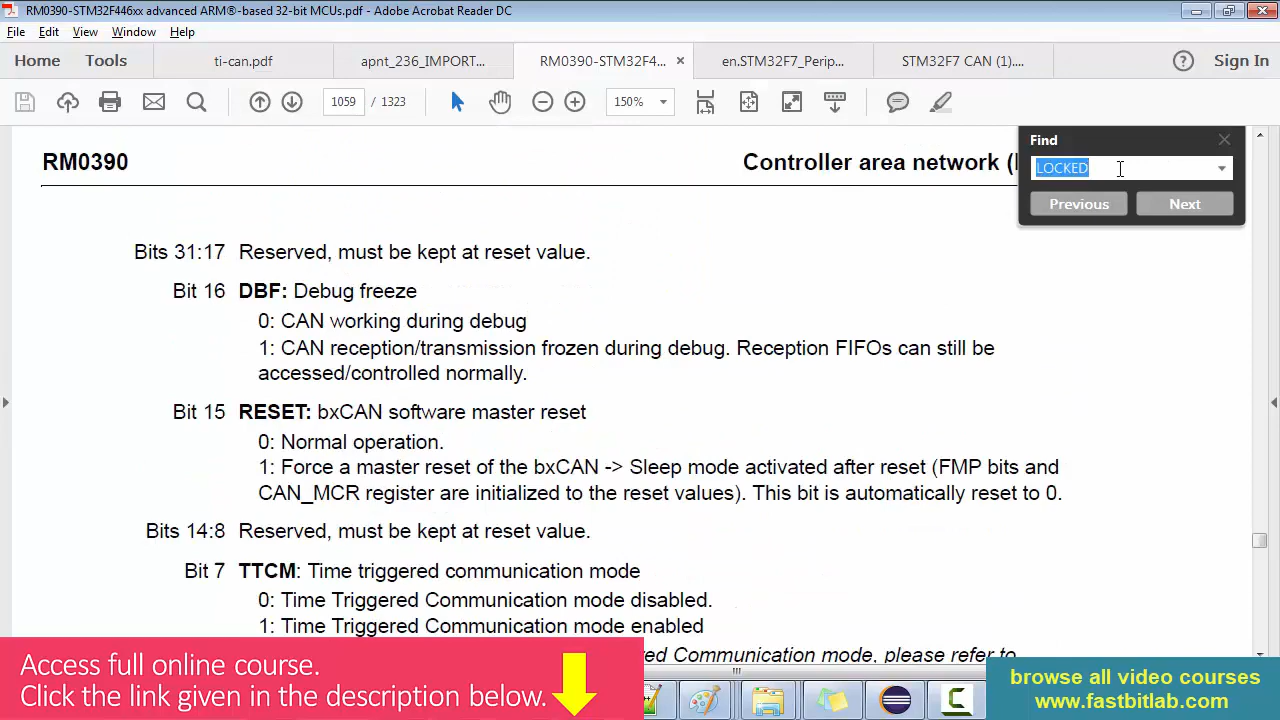 RM0390-STM32F446xx advanced ARM®-based 32-bit MCUs.pdf - Adobe Acrobat Reader DC
File Edit View Window Help
Home Tools ti-can.pdf apnt_236_IMPORT... RM0390-STM32F4... × en.STM32F7_Perip... STM32F7 CAN (1).... Sign In
1059 / 1323 150%
Find
LOCKED
Previous Next
RM0390 Controller area network (
Bits 31:17 Reserved, must be kept at reset value.
Bit 16 DBF: Debug freeze
0: CAN working during debug
1: CAN reception/transmission frozen during debug. Reception FIFOs can still be
accessed/controlled normally.
Bit 15 RESET: bxCAN software master reset
0: Normal operation.
1: Force a master reset of the bxCAN -> Sleep mode activated after reset (FMP bits and
CAN_MCR register are initialized to the reset values). This bit is automatically reset to 0.
Bits 14:8 Reserved, must be kept at reset value.
Bit 7 TTCM: Time triggered communication mode
0: Time Triggered Communication mode disabled.
1: Time Triggered Communication mode enabled
Communication mode, please refer to
Access full online course.
Click the link given in the description below.
browse all video courses
www.fastbitlab.com